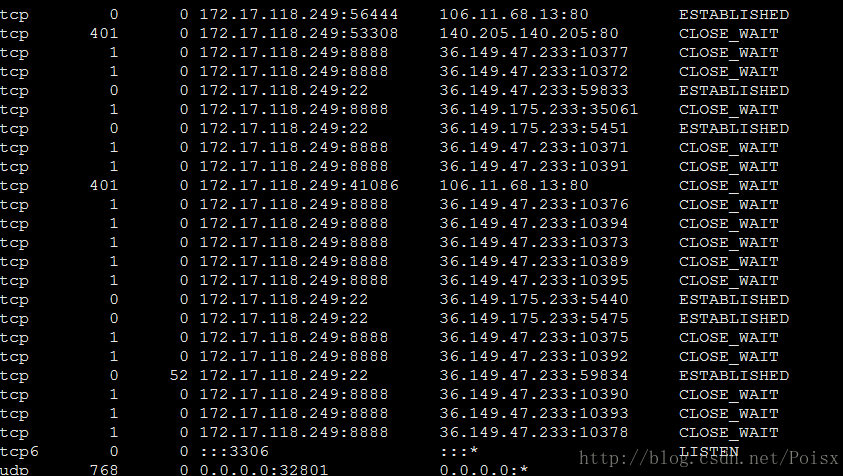 tcp 0 0 172.17.118.249:56444 106.11.68.13:80 ESTABLISHED
tcp 401 0 172.17.118.249:53308 140.205.140.205:80 CLOSE_WAIT
tcp 1 0 172.17.118.249:8888 36.149.47.233:10377 CLOSE_WAIT
tcp 1 0 172.17.118.249:8888 36.149.47.233:10372 CLOSE_WAIT
tcp 0 0 172.17.118.249:22 36.149.47.233:59833 ESTABLISHED
tcp 1 0 172.17.118.249:8888 36.149.175.233:35061 CLOSE_WAIT
tcp 0 0 172.17.118.249:22 36.149.175.233:5451 ESTABLISHED
tcp 1 0 172.17.118.249:8888 36.149.47.233:10371 CLOSE_WAIT
tcp 1 0 172.17.118.249:8888 36.149.47.233:10391 CLOSE_WAIT
tcp 401 0 172.17.118.249:41086 106.11.68.13:80 CLOSE_WAIT
tcp 1 0 172.17.118.249:8888 36.149.47.233:10376 CLOSE_WAIT
tcp 1 0 172.17.118.249:8888 36.149.47.233:10394 CLOSE_WAIT
tcp 1 0 172.17.118.249:8888 36.149.47.233:10373 CLOSE_WAIT
tcp 1 0 172.17.118.249:8888 36.149.47.233:10389 CLOSE_WAIT
tcp 1 0 172.17.118.249:8888 36.149.47.233:10395 CLOSE_WAIT
tcp 0 0 172.17.118.249:22 36.149.175.233:5440 ESTABLISHED
tcp 0 0 172.17.118.249:22 36.149.175.233:5475 ESTABLISHED
tcp 1 0 172.17.118.249:8888 36.149.47.233:10375 CLOSE_WAIT
tcp 1 0 172.17.118.249:8888 36.149.47.233:10392 CLOSE_WAIT
tcp 0 52 172.17.118.249:22 36.149.47.233:59834 ESTABLISHED
tcp 1 0 172.17.118.249:8888 36.149.47.233:10390 CLOSE_WAIT
tcp 1 0 172.17.118.249:8888 36.149.47.233:10393 CLOSE_WAIT
tcp 1 0 172.17.118.249:8888 36.149.47.233:10378 CLOSE_WAIT
tcp6 0 0 :::3306 :::* LISTEN
http://blog.csdn.net/Poisx
udp 768 0 0.0.0.0:32801 0.0.0.0:*